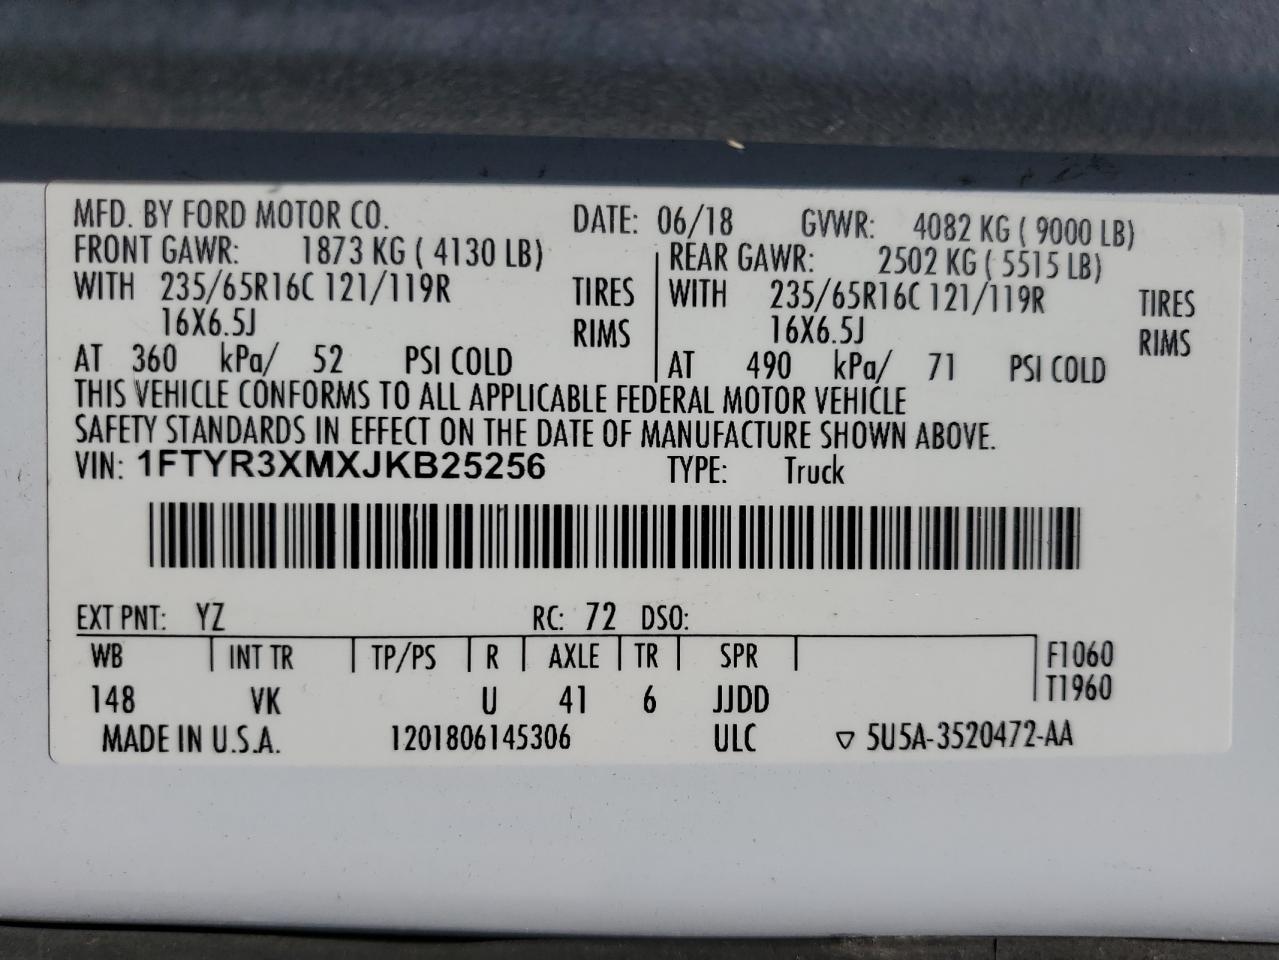 MFD. BY FORD MOTOR CO. DATE: 06/18 GVWR: 4082 KG ( 9000 LB)
FRONT GAWR: 1873 KG ( 4130 LB) REAR GAWR: 2502 KG ( 5515 LB)
WITH 235/65R16C 121/119R TIRES WITH 235/65R16C 121/119R TIRES
16X6.5J RIMS 16X6.5J RIMS
AT 360 kPa/ 52 PSI COLD AT 490 kPa/ 71 PSI COLD
THIS VEHICLE CONFORMS TO ALL APPLICABLE FEDERAL MOTOR VEHICLE
SAFETY STANDARDS IN EFFECT ON THE DATE OF MANUFACTURE SHOWN ABOVE.
VIN: 1FTYR3XMXJKB25256 TYPE: Truck
EXT PNT: YZ RC: 72 DSO:
WB INT TR TP/PS R AXLE TR SPR F1060
148 VK U 41 6 JJDD T1960
MADE IN U.S.A. 1201806145306 ULC ▽ 5U5A-3520472-AA